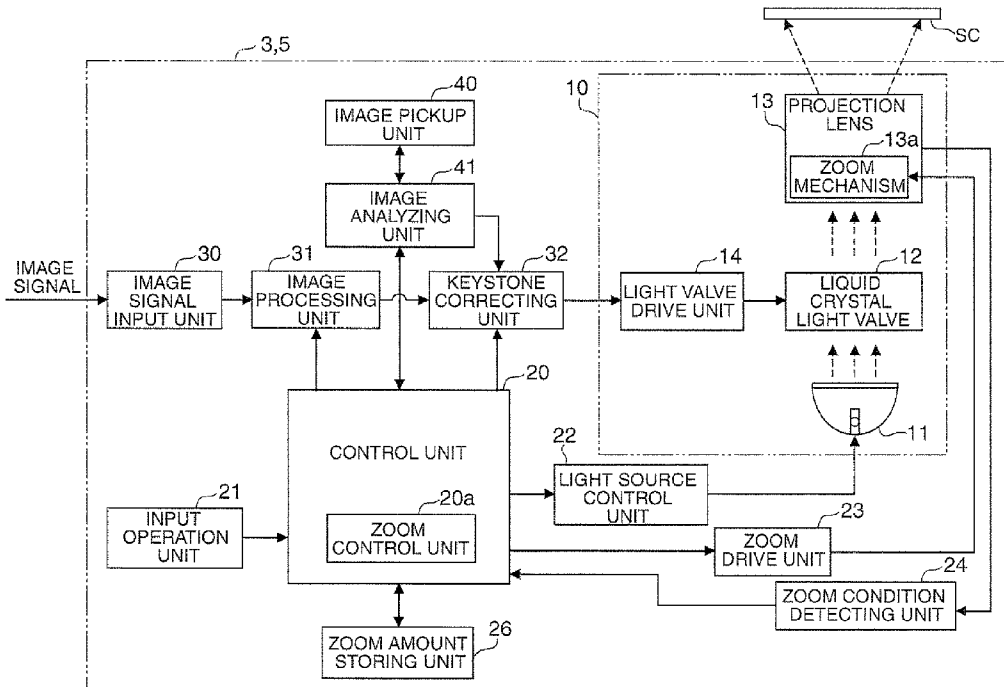 SC
3,5
40
IMAGE PICKUP
UNIT
10
13
PROJECTION
LENS
13a
ZOOM
MECHANISM
41
IMAGE
ANALYZING
UNIT
IMAGE
SIGNAL
30
IMAGE
SIGNAL
INPUT UNIT
31
IMAGE
PROCESSING
UNIT
32
KEYSTONE
CORRECTING
UNIT
14
LIGHT VALVE
DRIVE UNIT
12
LIQUID
CRYSTAL
LIGHT VALVE
11
20
CONTROL UNIT
20a
ZOOM
CONTROL UNIT
21
INPUT
OPERATION
UNIT
22
LIGHT SOURCE
CONTROL
UNIT
23
ZOOM
DRIVE UNIT
24
ZOOM CONDITION
DETECTING UNIT
ZOOM AMOUNT
STORING UNIT
26